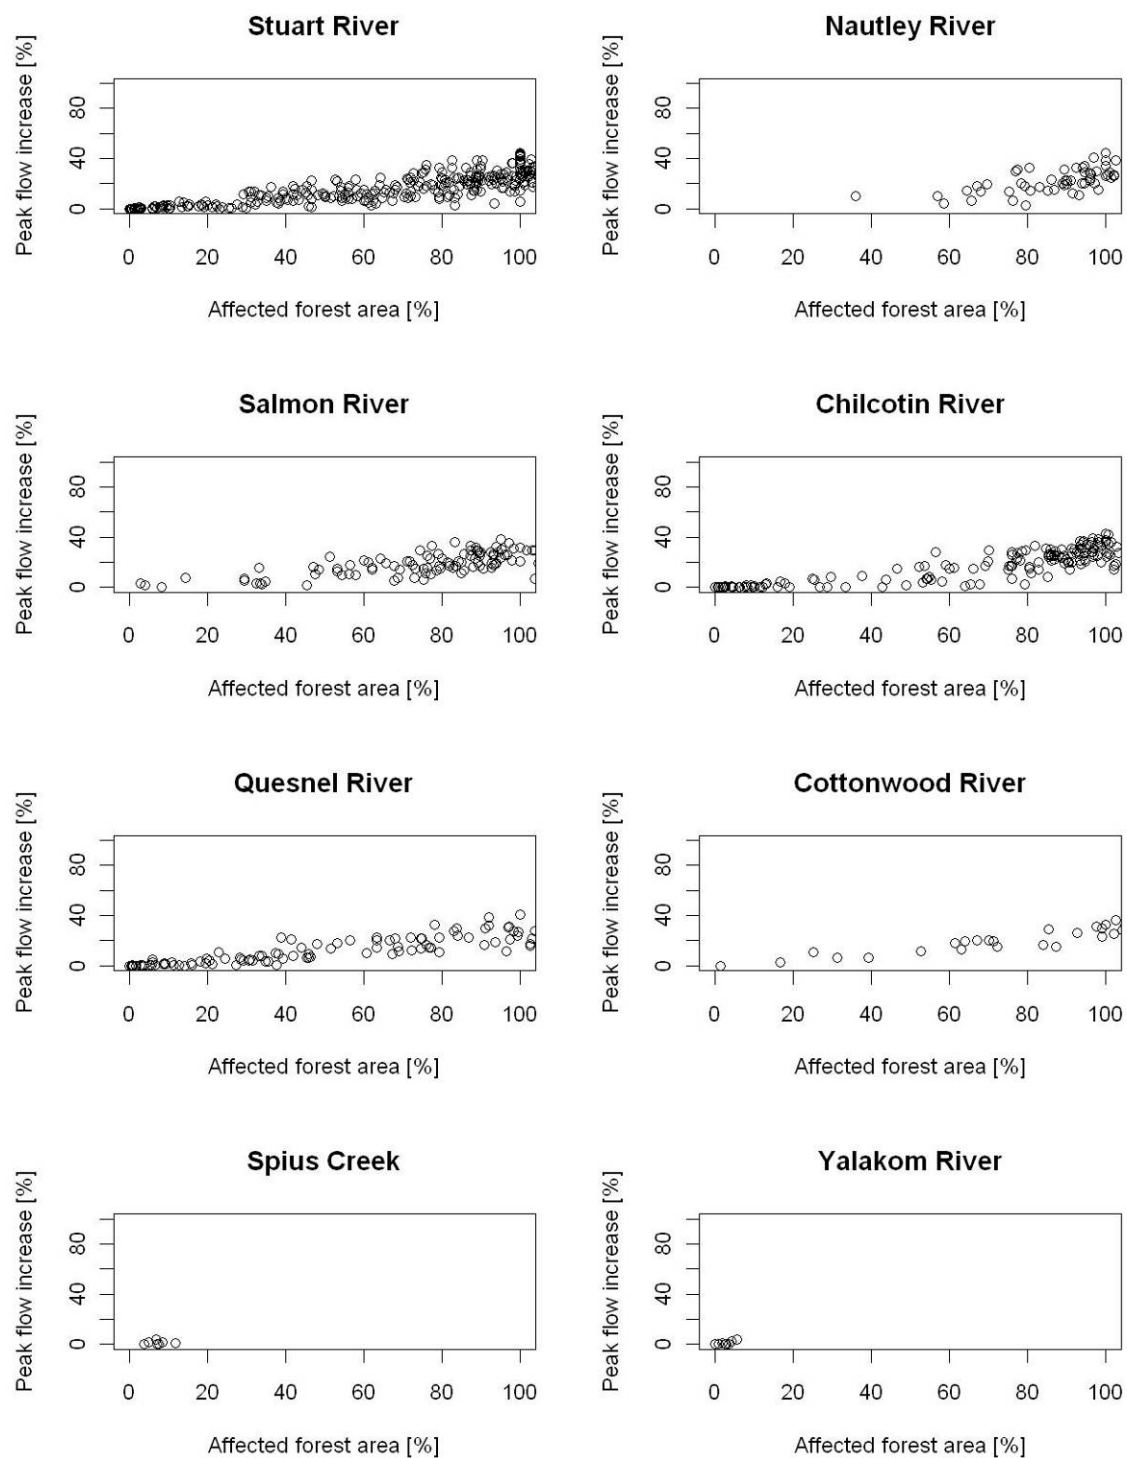 Stuart River
Peak flow increase [%]
80
40
0
0 20 40 60 80 100
Affected forest area [%]
Nautley River
Peak flow increase [%]
80
40
0
0 20 40 60 80 100
Affected forest area [%]
Salmon River
Peak flow increase [%]
80
40
0
0 20 40 60 80 100
Affected forest area [%]
Chilcotin River
Peak flow increase [%]
80
40
0
0 20 40 60 80 100
Affected forest area [%]
Quesnel River
Peak flow increase [%]
80
40
0
0 20 40 60 80 100
Affected forest area [%]
Cottonwood River
Peak flow increase [%]
80
40
0
0 20 40 60 80 100
Affected forest area [%]
Spius Creek
Peak flow increase [%]
80
40
0
0 20 40 60 80 100
Affected forest area [%]
Yalakom River
Peak flow increase [%]
80
40
0
0 20 40 60 80 100
Affected forest area [%]